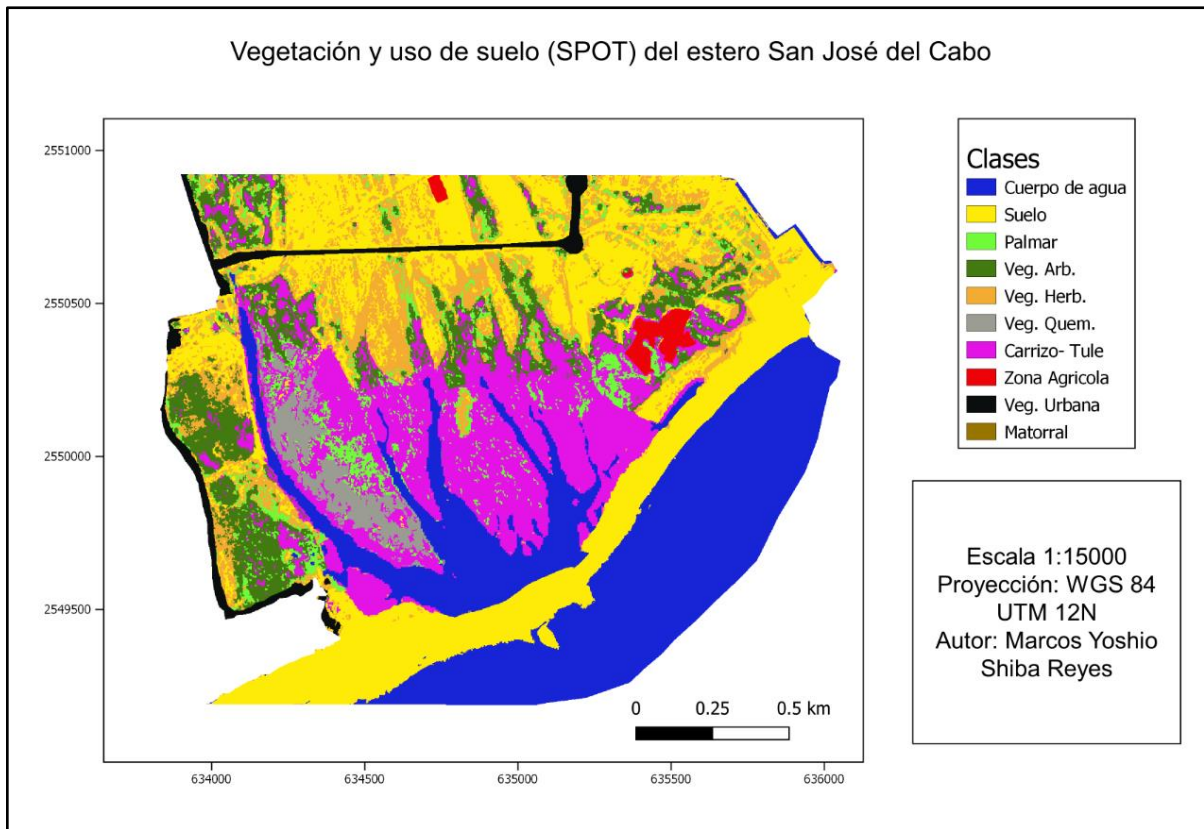 Vegetación y uso de suelo (SPOT) del estero San José del Cabo
2551000
2550500
2550000
2549500
634000
634500
635000
635500
636000
0 0.25 0.5 km
Clases
Cuerpo de agua
Suelo
Palmar
Veg. Arb.
Veg. Herb.
Veg. Quem.
Carrizo- Tule
Zona Agricola
Veg. Urbana
Matorral
Escala 1:15000
Proyección: WGS 84
UTM 12N
Autor: Marcos Yoshio
Shiba Reyes